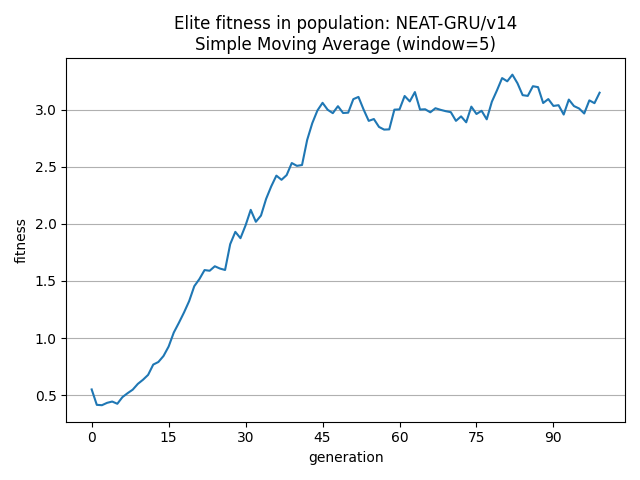 Elite fitness in population: NEAT-GRU/v14
Simple Moving Average (window=5)
3.0
2.5
2.0
1.5
1.0
0.5
fitness
0 15 30 45 60 75 90
generation